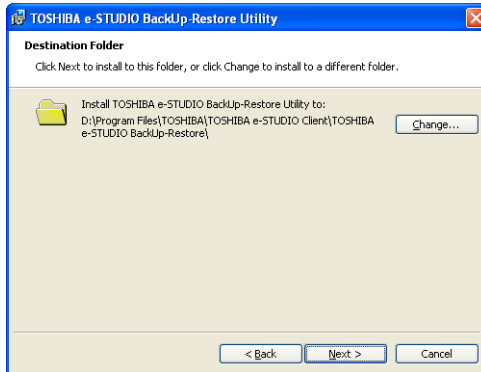 TOSHIBA e-STUDIO BackUp-Restore Utility
Destination Folder
Click Next to install to this folder, or click Change to install to a different folder.
Install TOSHIBA e-STUDIO BackUp-Restore Utility to:
D:\Program Files\TOSHIBA\TOSHIBA e-STUDIO Client\TOSHIBA
e-STUDIO BackUp-Restore\
Change...
< Back
Next >
Cancel